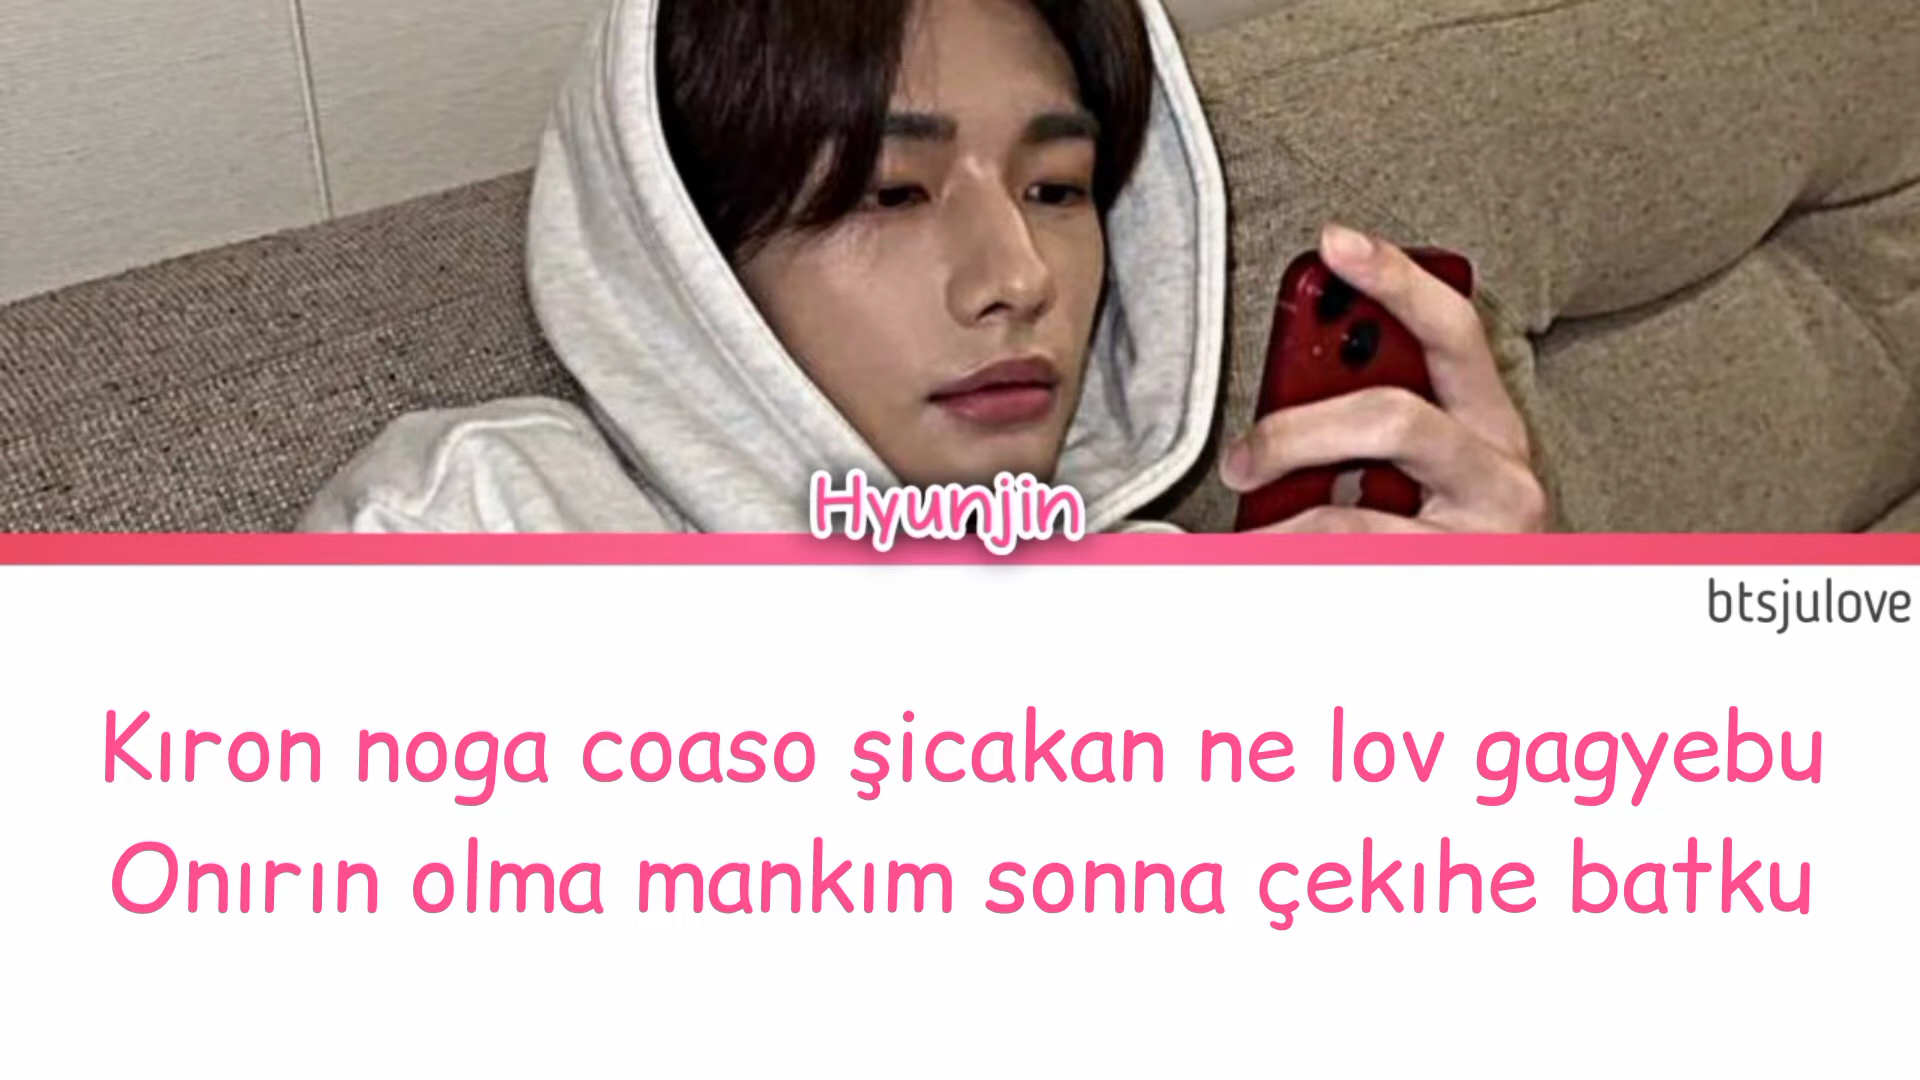 Hyunjin
btsjulove
Kıron noga coaso şicakan ne lov gagyebu
Onırın olma mankım sonna çekıhe batku